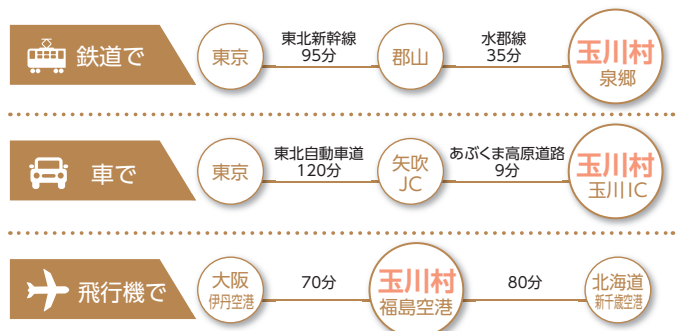 鉄道で
東京
東北新幹線
95分
郡山
水郡線
35分
玉川村
泉郷
車で
東京
東北自動車道
120分
矢吹
JC
あぶくま高原道路
9分
玉川村
玉川IC
飛行機で
大阪
伊丹空港
70分
玉川村
福島空港
80分
北海道
新千歳空港